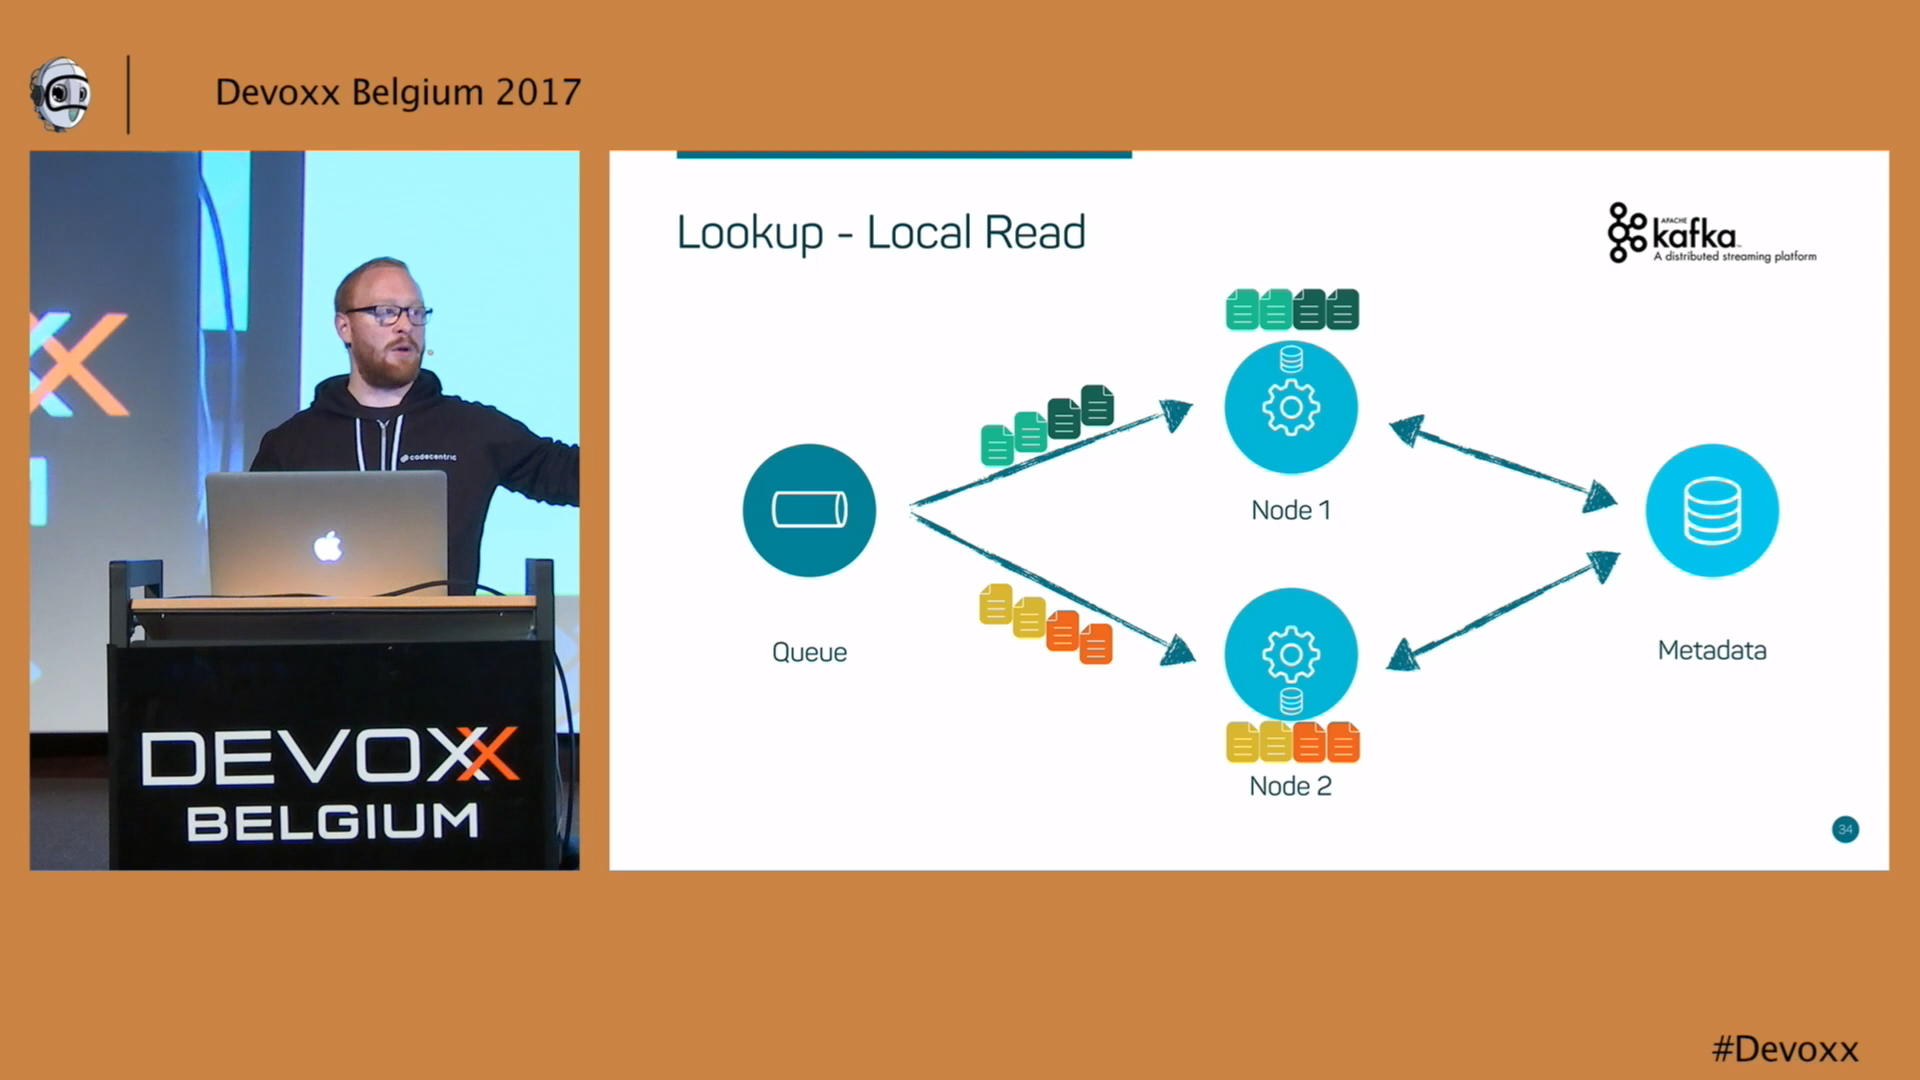 Devoxx Belgium 2017
Lookup - Local Read
APACHE
kafka
A distributed streaming platform
Node 1
Queue
Metadata
Node 2
34
codecentric
DEVOXX
BELGIUM
#Devoxx